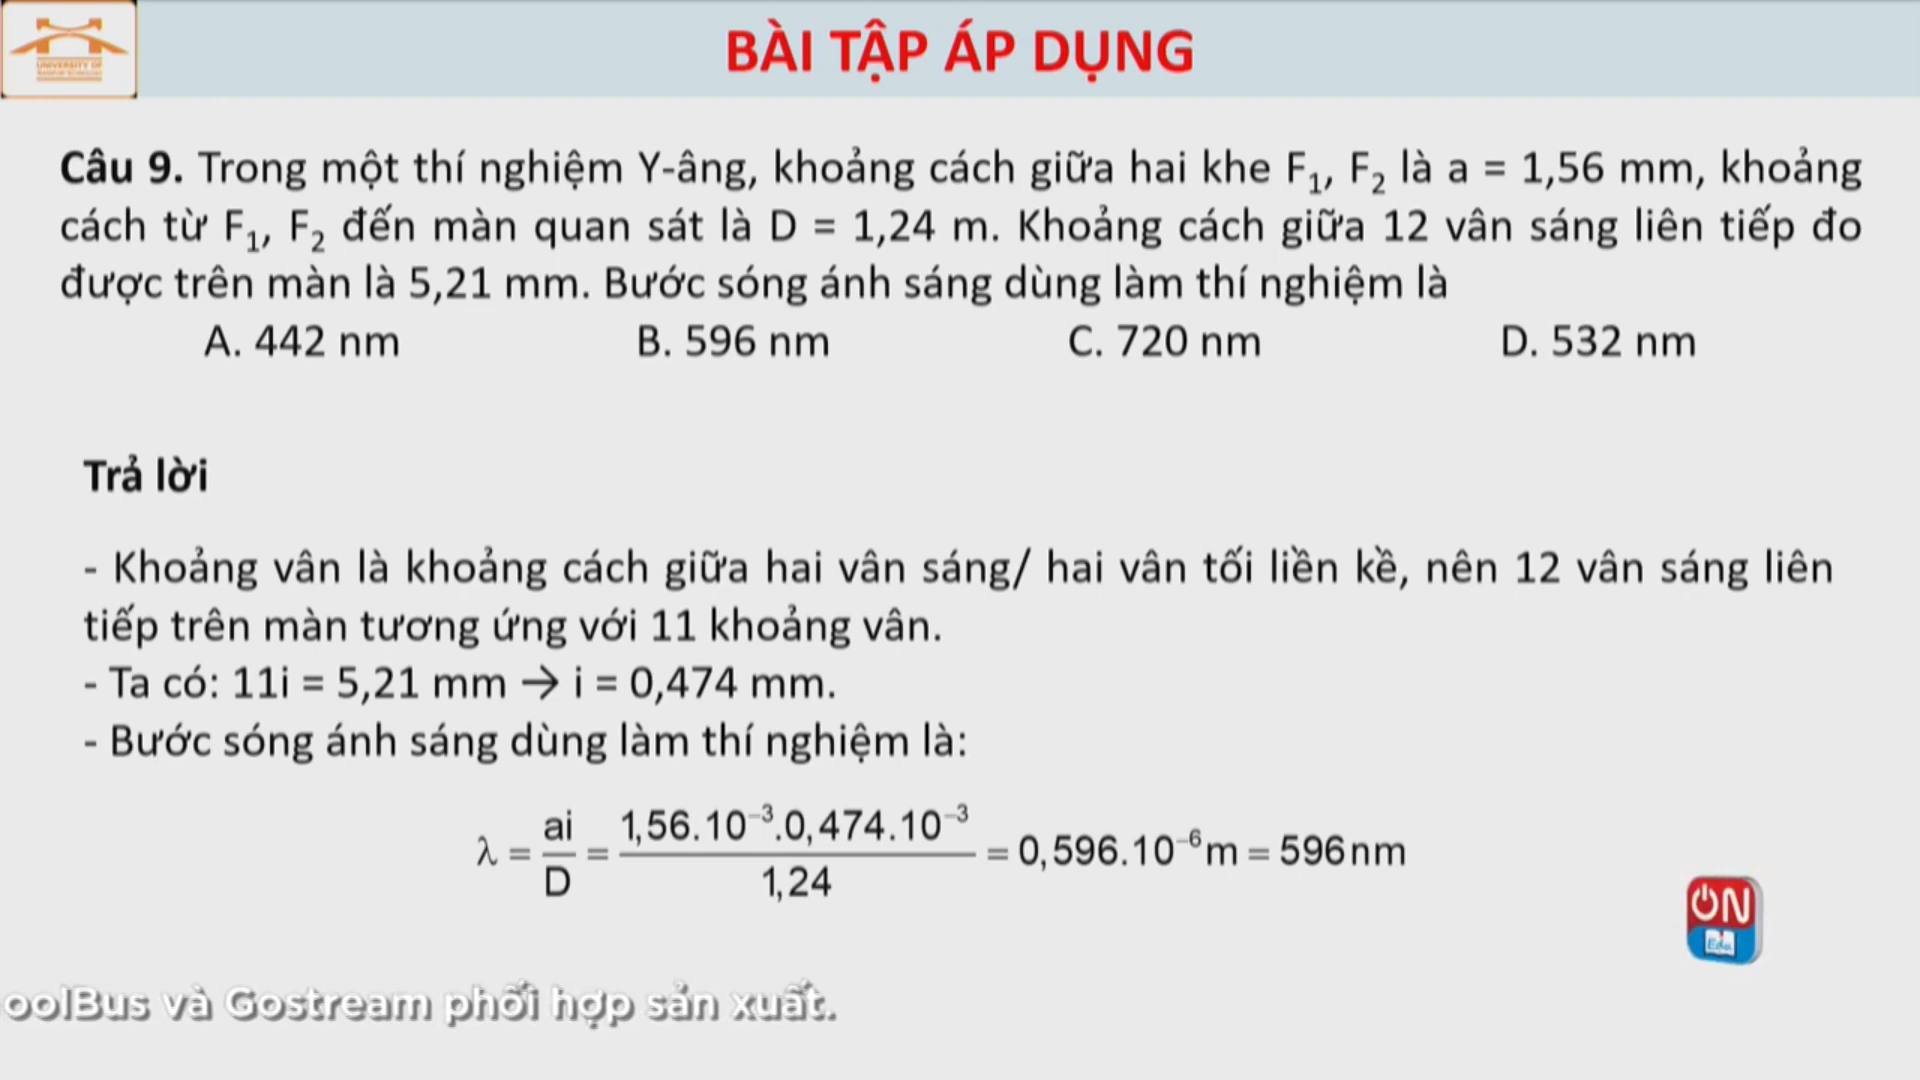 UNIVERSITY OF
BÀI TẬP ÁP DỤNG
Câu 9. Trong một thí nghiệm Y-âng, khoảng cách giữa hai khe F₁, F₂ là a = 1,56 mm, khoảng
cách từ F₁, F₂ đến màn quan sát là D = 1,24 m. Khoảng cách giữa 12 vân sáng liên tiếp đo
được trên màn là 5,21 mm. Bước sóng ánh sáng dùng làm thí nghiệm là
A. 442 nm B. 596 nm C. 720 nm D. 532 nm
Trả lời
- Khoảng vân là khoảng cách giữa hai vân sáng/ hai vân tối liền kề, nên 12 vân sáng liên
tiếp trên màn tương ứng với 11 khoảng vân.
- Ta có: 11i = 5,21 mm → i = 0,474 mm.
- Bước sóng ánh sáng dùng làm thí nghiệm là:
λ = ai/D = 1,56.10⁻³.0,474.10⁻³/1,24 = 0,596.10⁻⁶m = 596nm
ON
Edu
oolBus và Gostream phối hợp sản xuất.